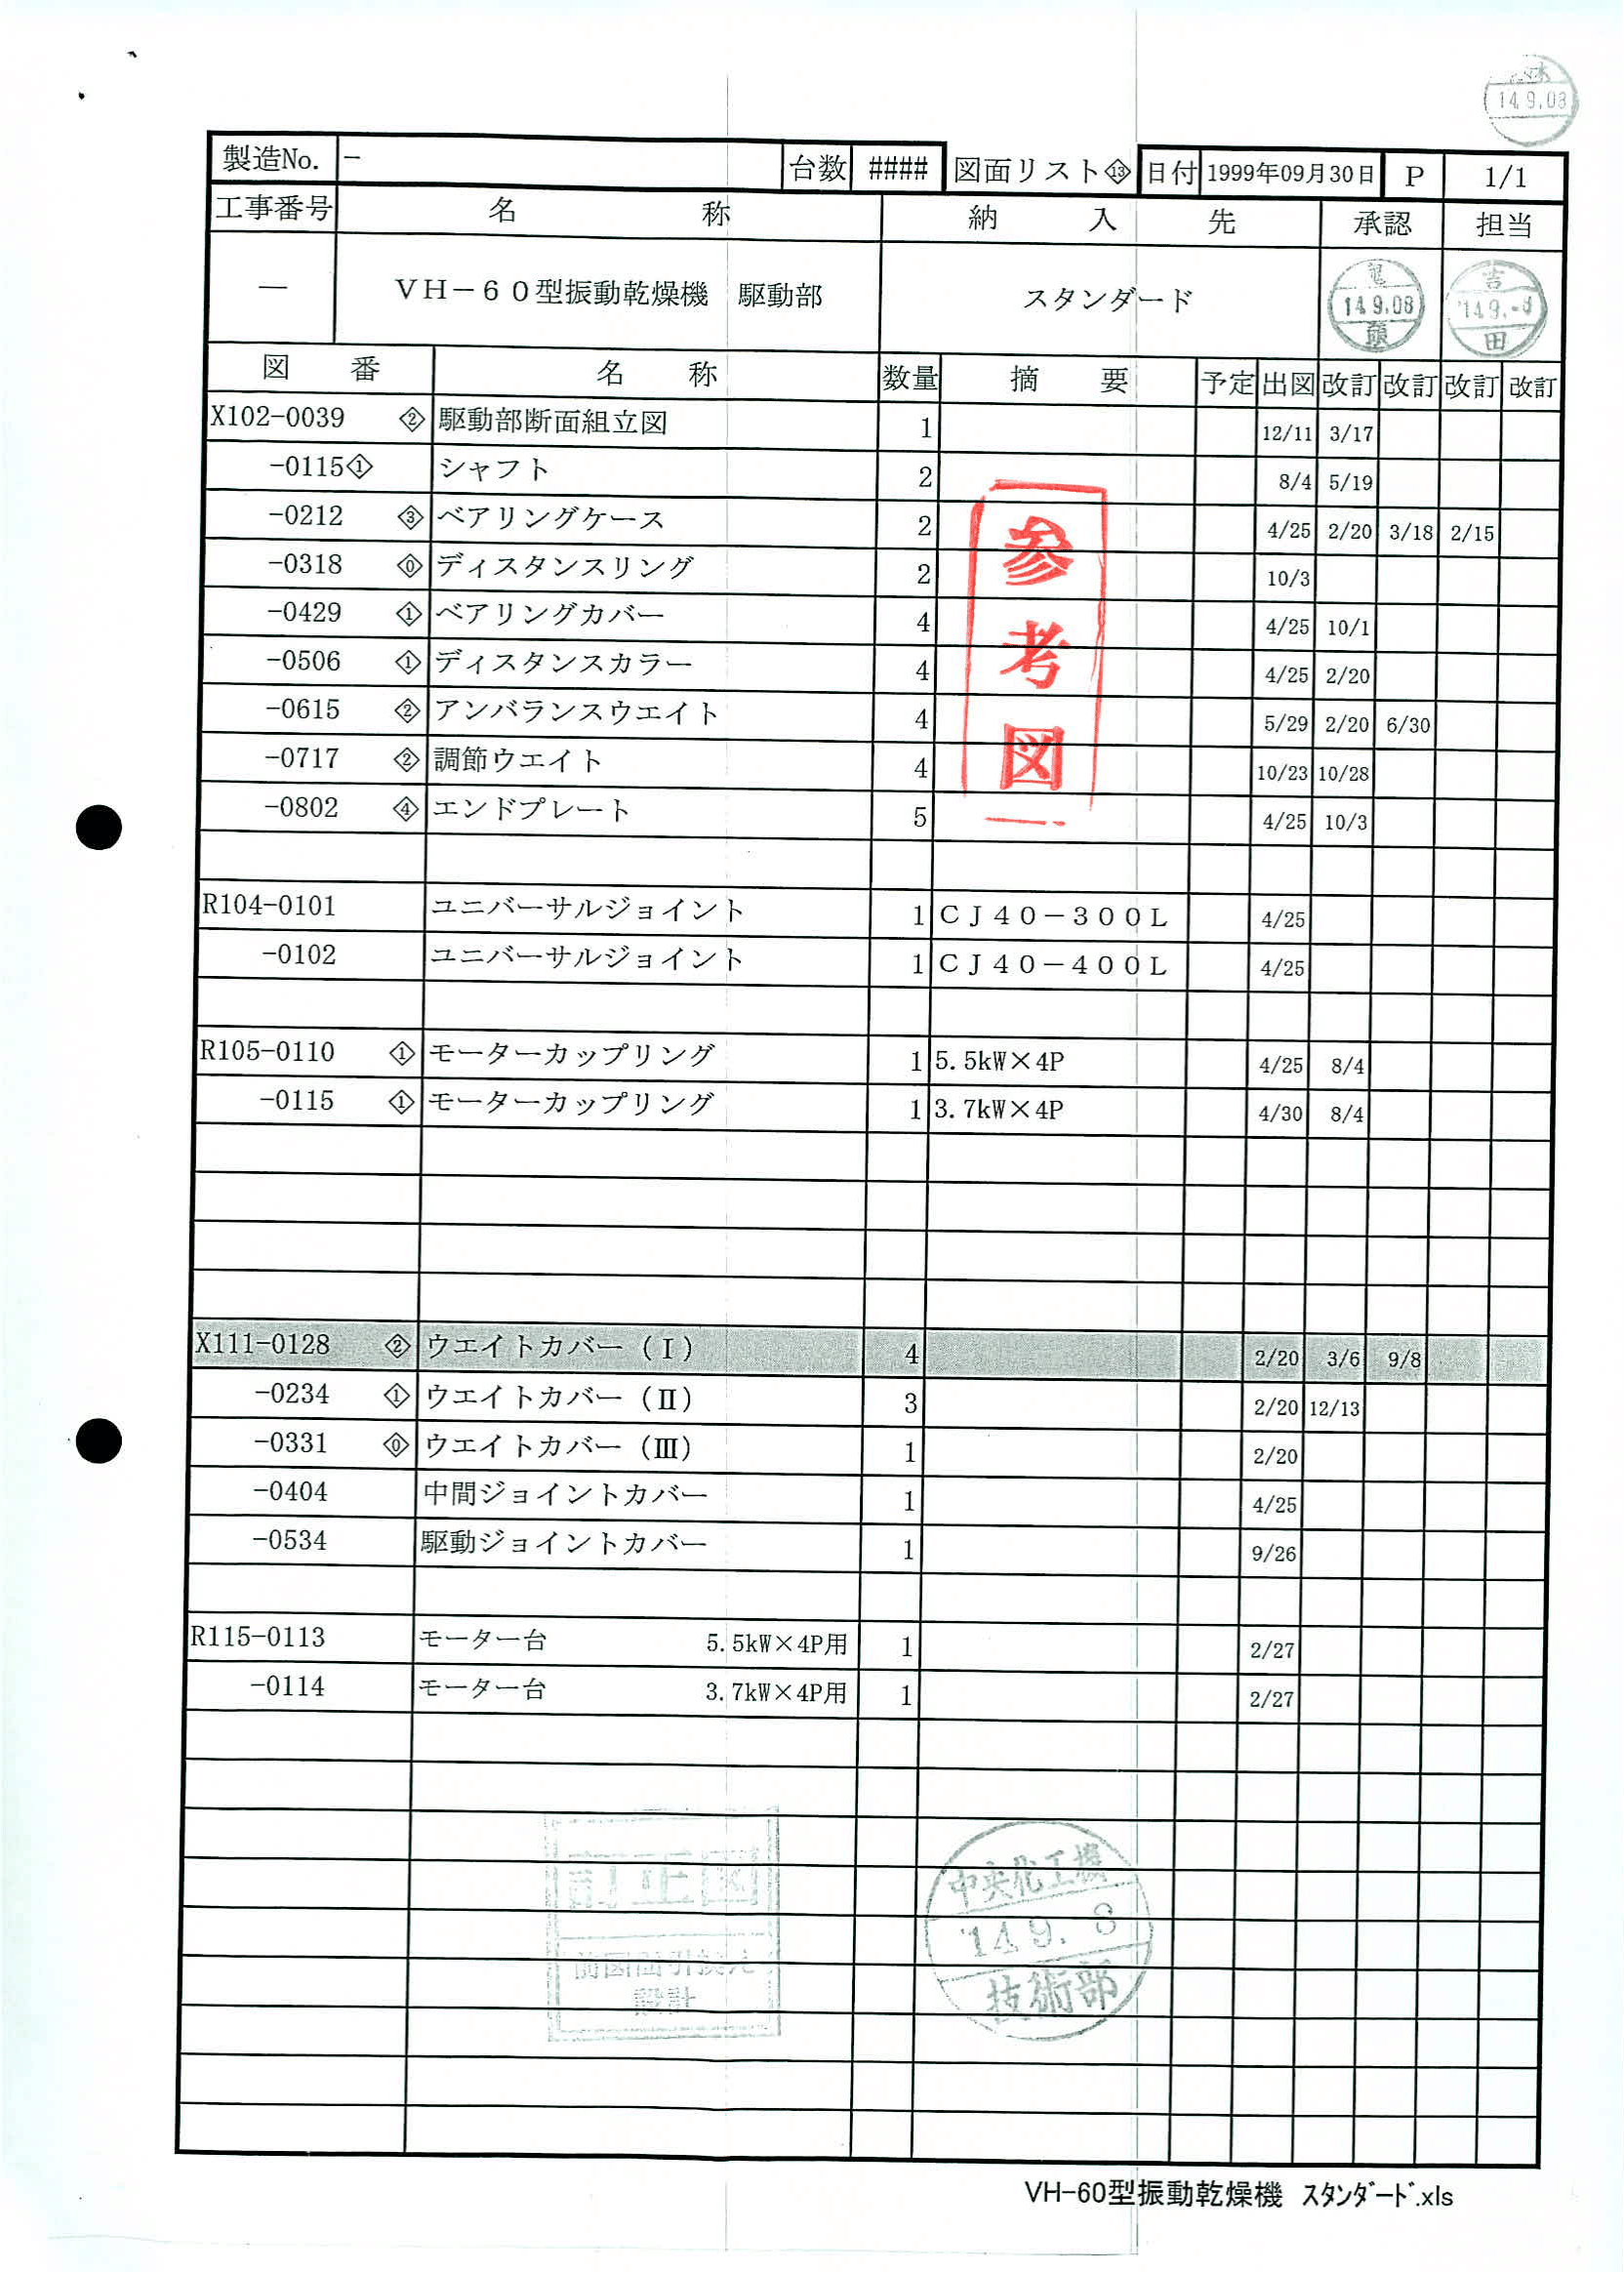 14.9.08
製造No. － 台数 #### 図面リスト⑬ 日付 1999年09月30日 P 1/1
工事番号 名称 納入先 承認 担当
― ＶＨ－６０型振動乾燥機 駆動部 スタンダード 亀 14.9.08 頭 吉 '14.9.-8 田
図番 名称 数量 摘要 予定 出図 改訂 改訂 改訂 改訂
X102-0039 ② 駆動部断面組立図 1 12/11 3/17
-0115 ① シャフト 2 8/4 5/19
-0212 ③ ベアリングケース 2 4/25 2/20 3/18 2/15
-0318 ⓪ ディスタンスリング 2 10/3
-0429 ① ベアリングカバー 4 4/25 10/1
-0506 ① ディスタンスカラー 4 4/25 2/20
-0615 ② アンバランスウエイト 4 5/29 2/20 6/30
-0717 ② 調節ウエイト 4 10/23 10/28
-0802 ④ エンドプレート 5 4/25 10/3
参考図
R104-0101 ユニバーサルジョイント 1 ＣＪ４０－３００Ｌ 4/25
-0102 ユニバーサルジョイント 1 ＣＪ４０－４００Ｌ 4/25
R105-0110 ① モーターカップリング 1 5.5kW×4P 4/25 8/4
-0115 ① モーターカップリング 1 3.7kW×4P 4/30 8/4
X111-0128 ② ウエイトカバー（Ⅰ） 4 2/20 3/6 9/8
-0234 ① ウエイトカバー（Ⅱ） 3 2/20 12/13
-0331 ⓪ ウエイトカバー（Ⅲ） 1 2/20
-0404 中間ジョイントカバー 1 4/25
-0534 駆動ジョイントカバー 1 9/26
R115-0113 モーター台 5.5kW×4P用 1 2/27
-0114 モーター台 3.7kW×4P用 1 2/27
訂正図
設計
中央化工機
'14.9.-8
技術部
VH-60型振動乾燥機 ｽﾀﾝﾀﾞｰﾄﾞ.xls